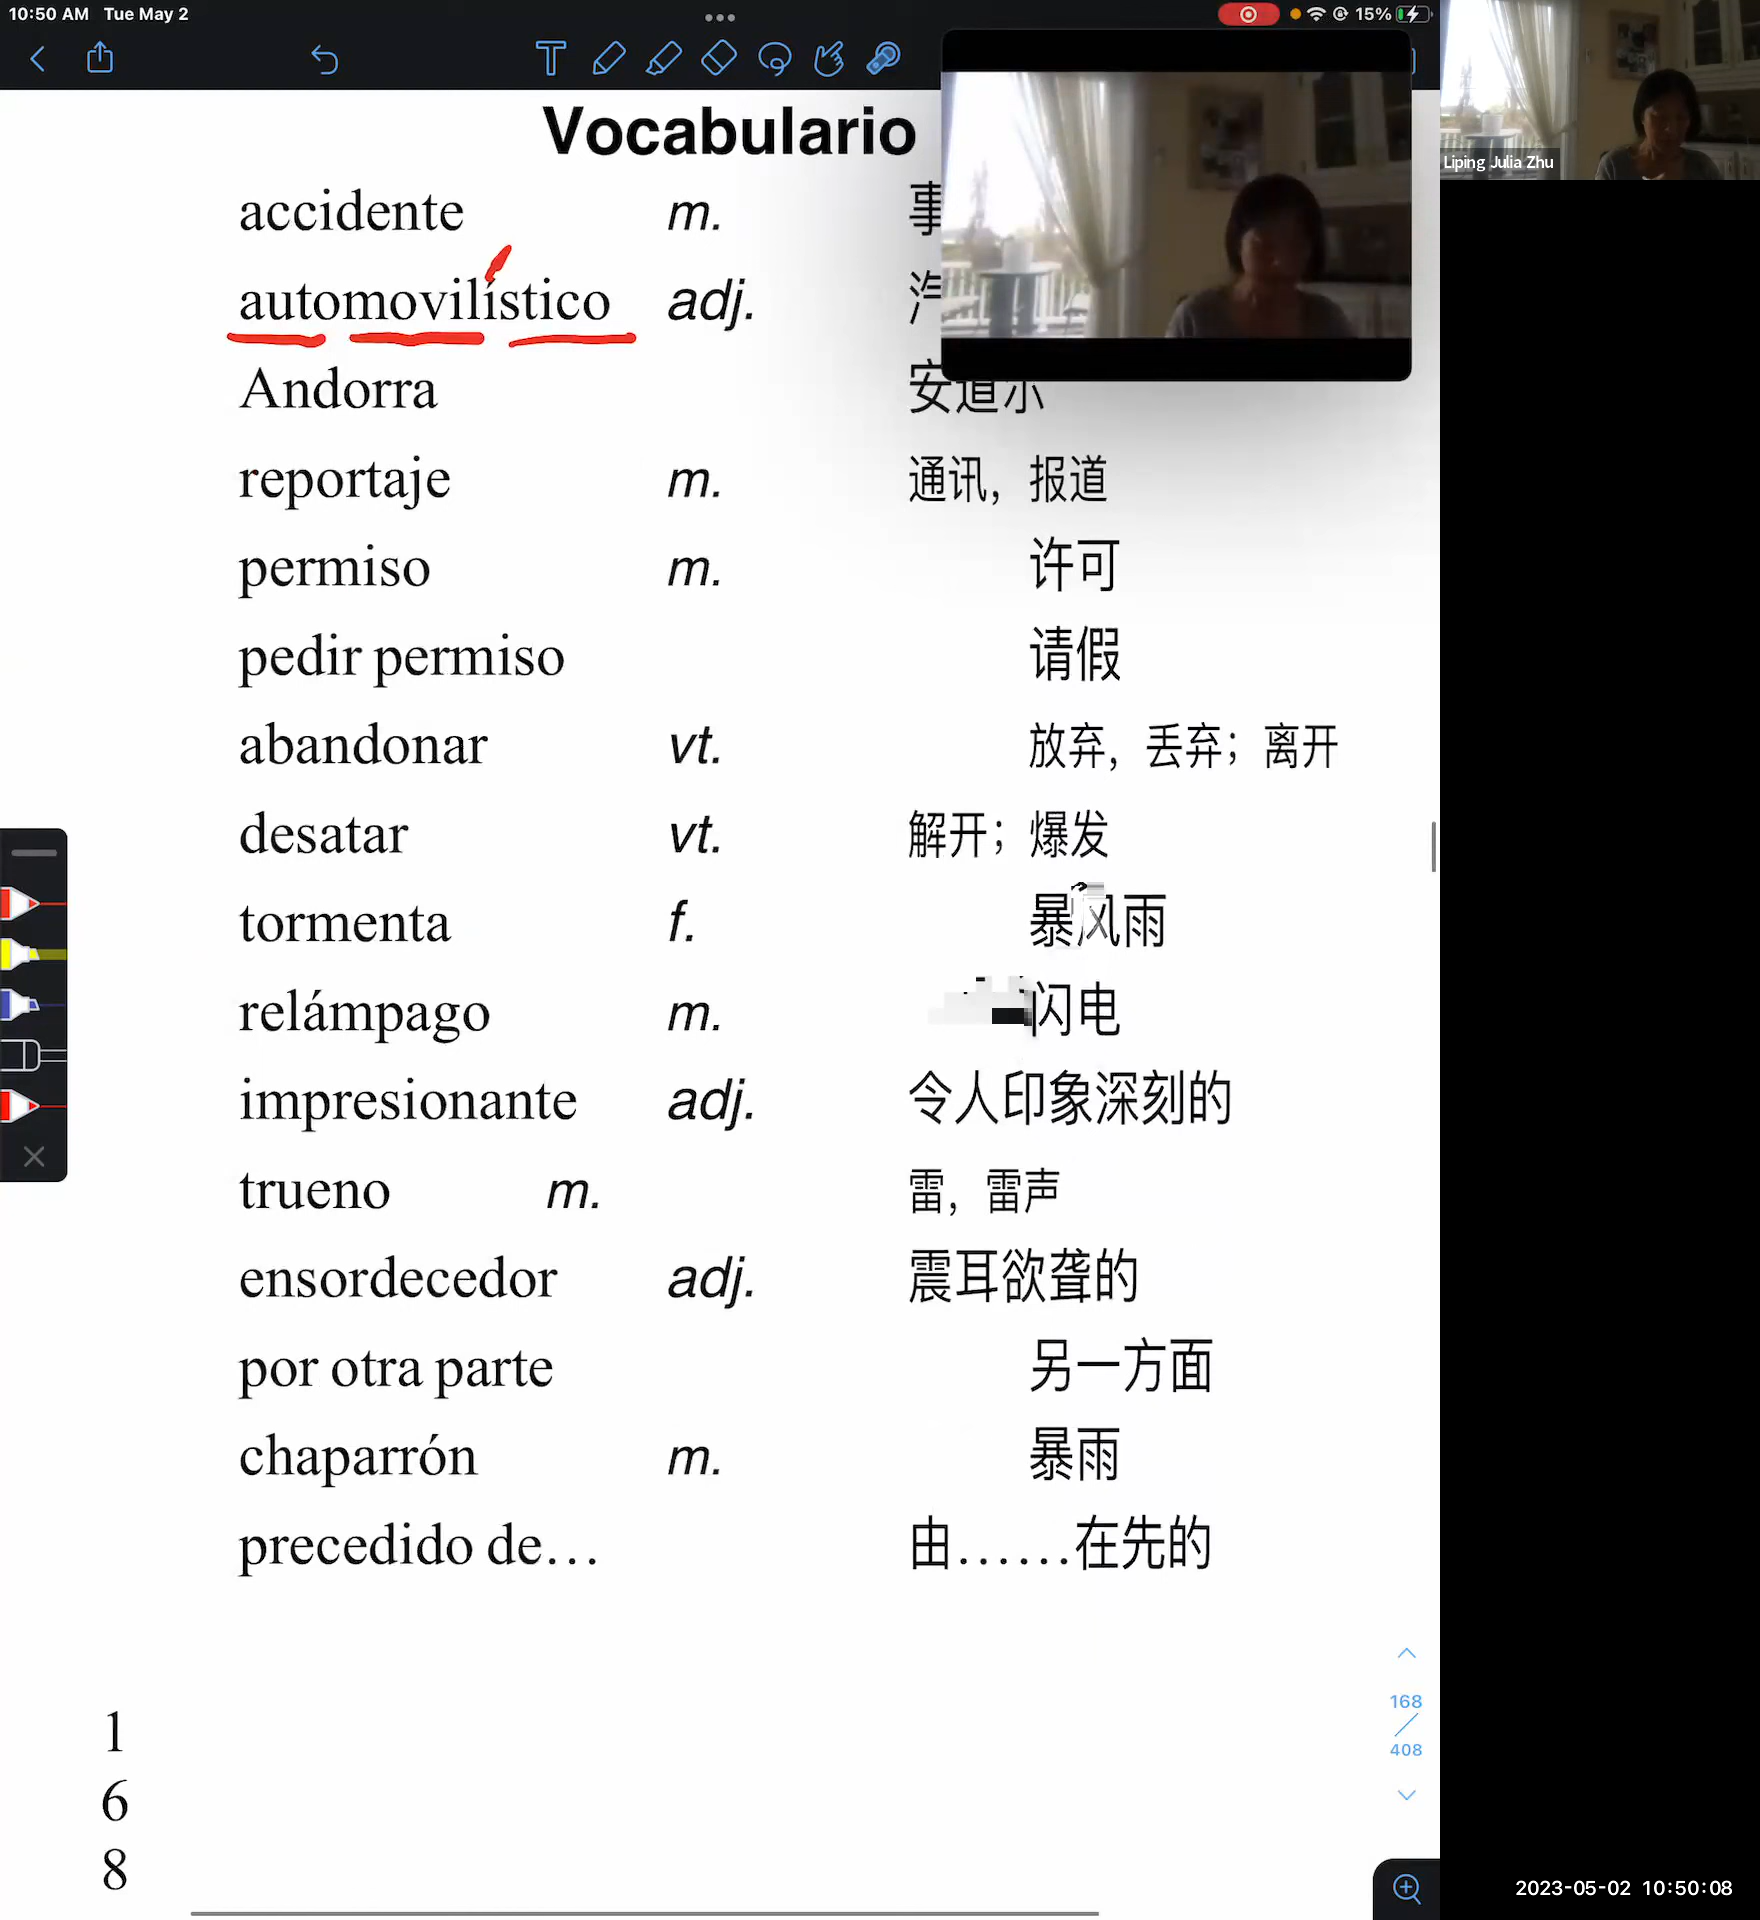 10:50 AM Tue May 2
15%
Vocabulario
Liping Julia Zhu
accidente m. 事
automovilístico adj.
Andorra 安道尔
reportaje m. 通讯，报道
permiso m. 许可
pedir permiso 请假
abandonar vt. 放弃，丢弃；离开
desatar vt. 解开；爆发
tormenta f. 暴风雨
relámpago m. 闪电
impresionante adj. 令人印象深刻的
trueno m. 雷，雷声
ensordecedor adj. 震耳欲聋的
por otra parte 另一方面
chaparrón m. 暴雨
precedido de… 由……在先的
168
408
1
6
8
2023-05-02 10:50:08